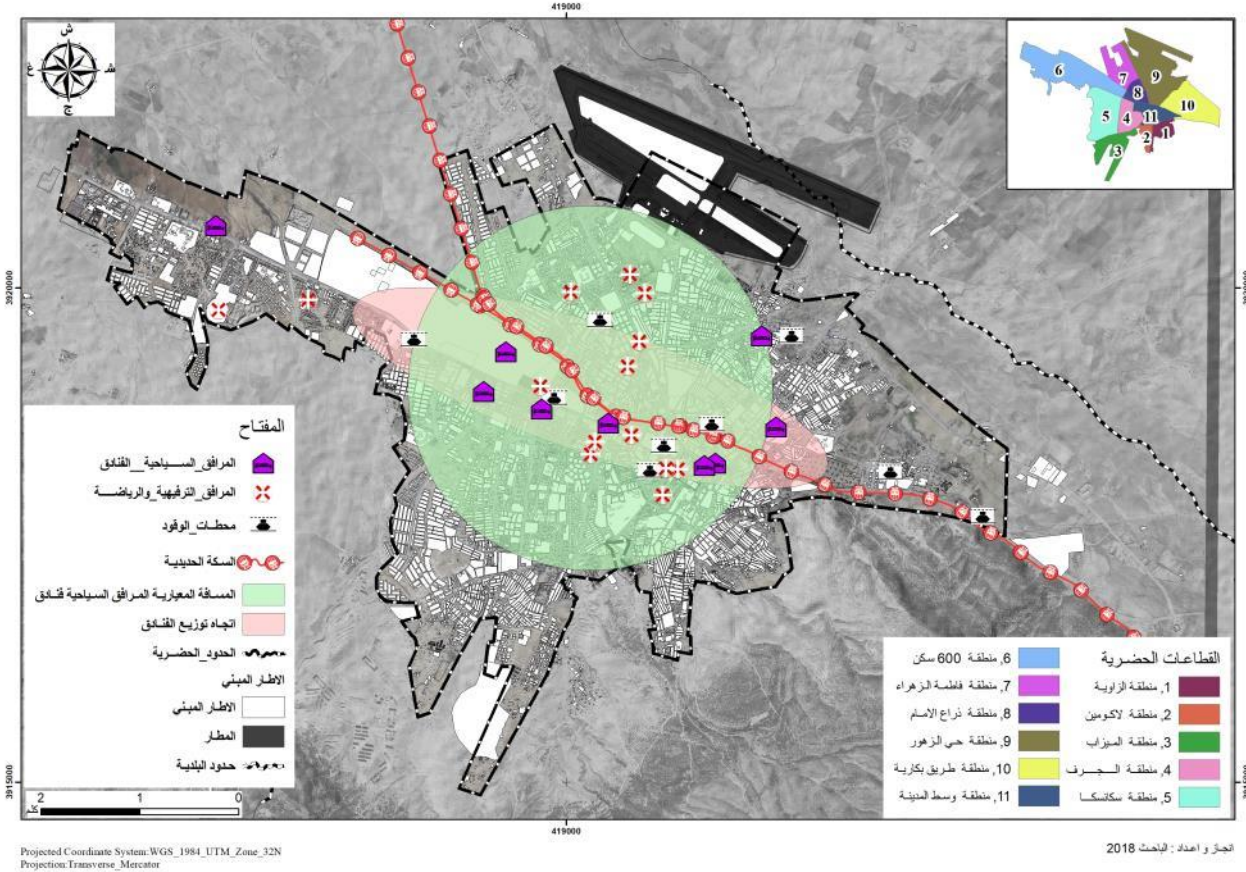 419000
ش
غ
ش
ج
6
7
9
8
10
5
4
11
1
2
3
3920000
3920000
المفتاح
المرافق_السياحية_الفنادق
المرافق_الترفيهية_والرياضة
محطات_الوقود
السكة الحديدية
المسافة المعيارية المرافق السياحية فنادق
اتجاه توزيع الفنادق
الحدود_الحضرية
الاطار المبني
الاطار المبني
المطار
حدود البلدية
2 1 0
كلم
القطاعات الحضرية
1, منطقة الزاوية
2, منطقة لاكومين
3, منطقة الميزاب
4, منطقة الجرف
5, منطقة سكانسكا
6, منطقة 600 سكن
7, منطقة فاطمة الزهراء
8, منطقة ذراع الامام
9, منطقة حي الزهور
10, منطقة طريق بكارية
11, منطقة وسط المدينة
3915000
3915000
419000
Projected Coordinate System:WGS_1984_UTM_Zone_32N
Projection:Transverse_Mercator
انجاز و اعداد : الباحث 2018